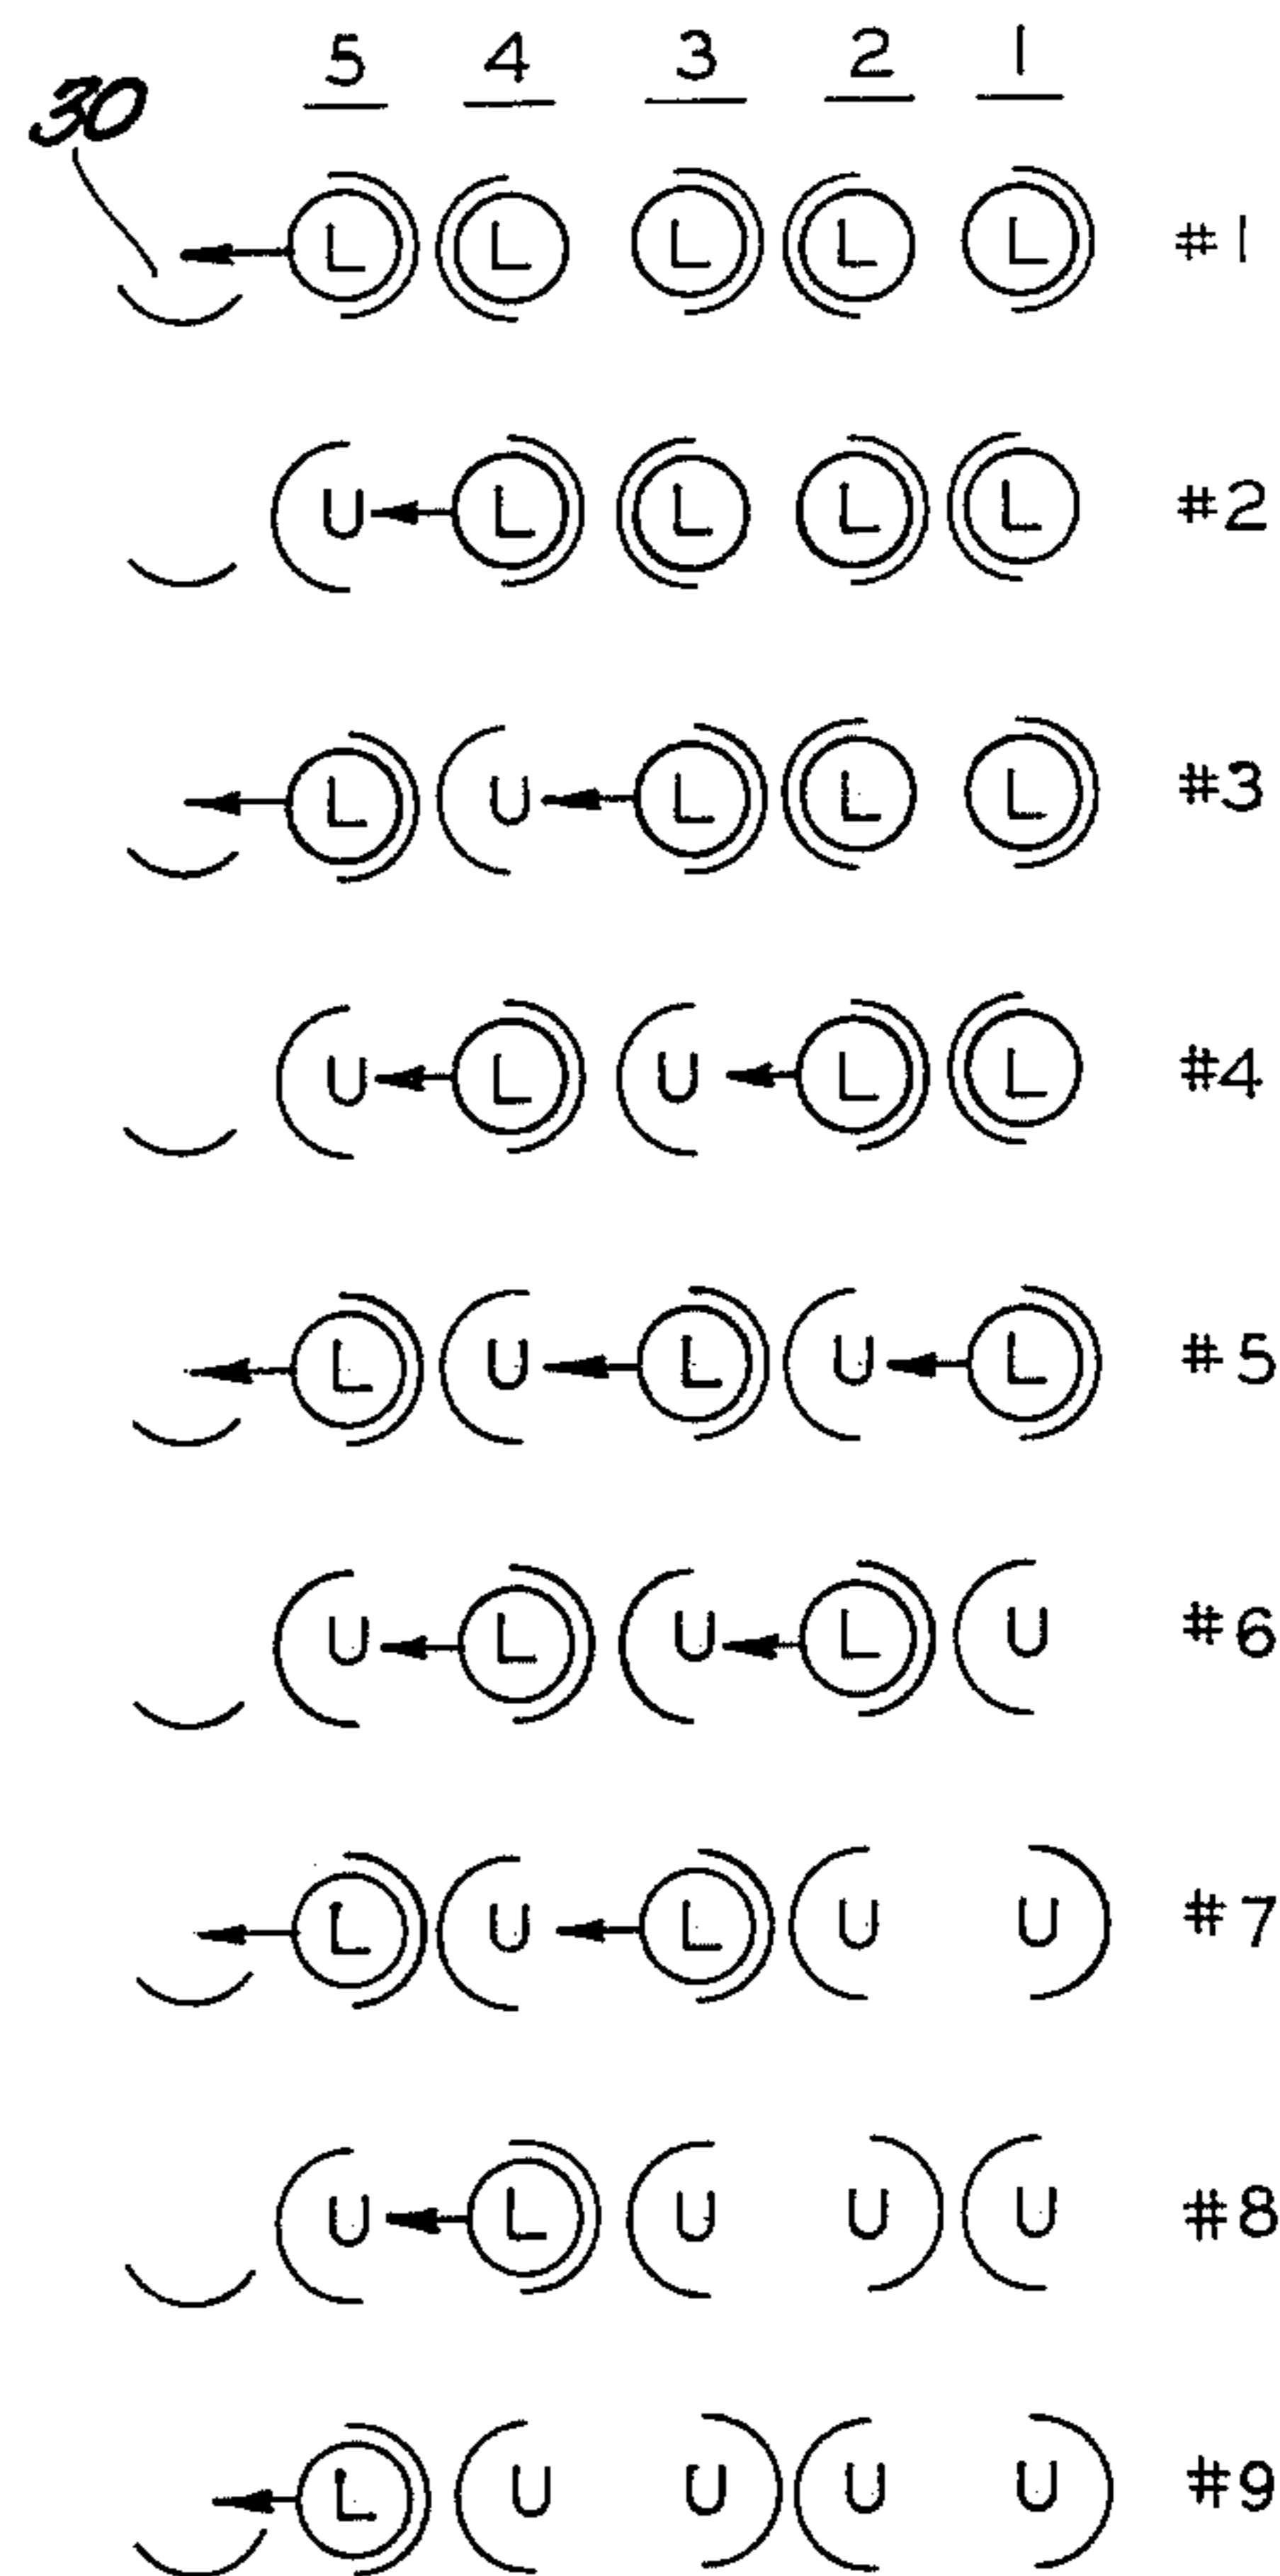 5 4 3 2 1
30
L L L L L #1
U L L L L #2
L U L L L #3
U L U L L #4
L U L U L #5
U L U L U #6
L U L U U #7
U L U U U #8
L U U U U #9